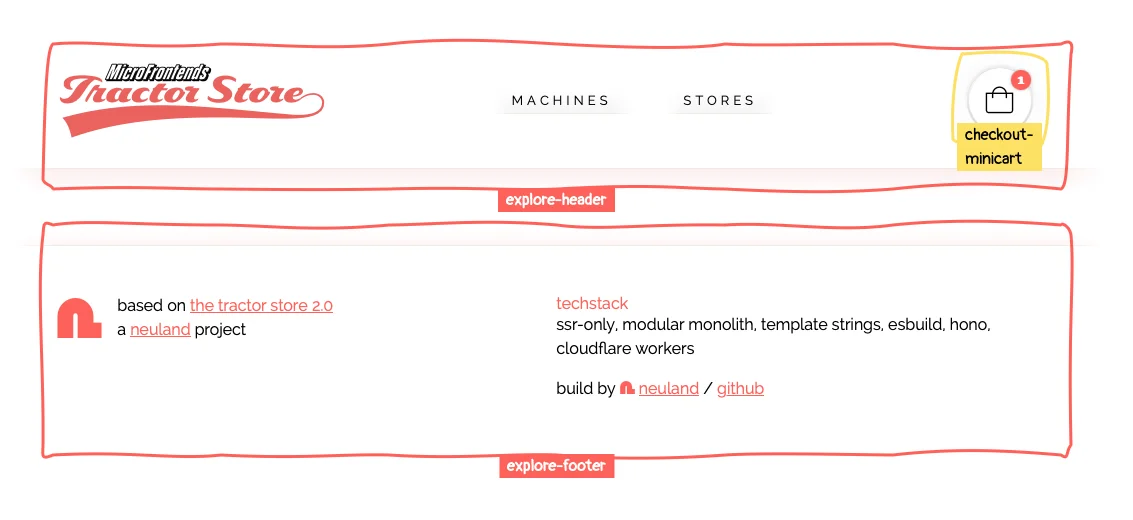 MicroFrontends
Tractor Store
MACHINES
STORES
1
checkout-
minicart
explore-header
based on the tractor store 2.0
a neuland project
techstack
ssr-only, modular monolith, template strings, esbuild, hono,
cloudflare workers
build by neuland / github
explore-footer